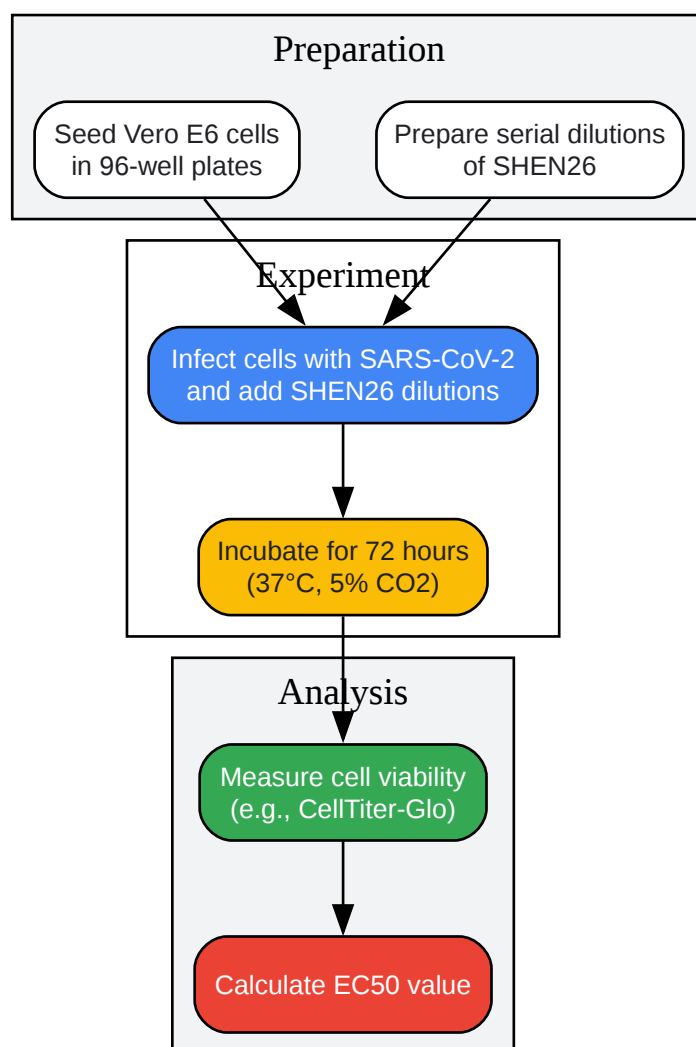 Preparation
Seed Vero E6 cells
in 96-well plates
Prepare serial dilutions
of SHEN26
Experiment
Infect cells with SARS-CoV-2
and add SHEN26 dilutions
Incubate for 72 hours
(37°C, 5% CO2)
Analysis
Measure cell viability
(e.g., CellTiter-Glo)
Calculate EC50 value